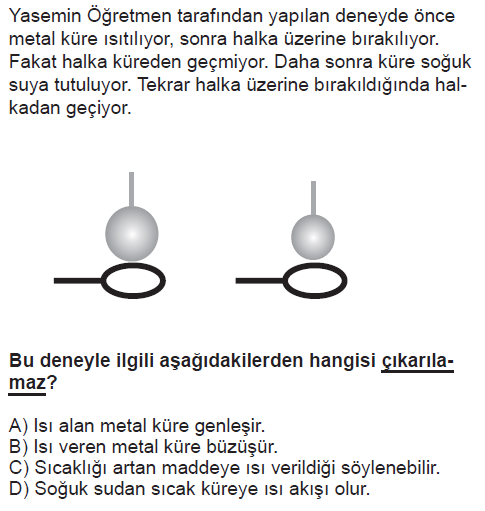 Yasemin Öğretmen tarafından yapılan deneyde önce
metal küre ısıtılıyor, sonra halka üzerine bırakılıyor.
Fakat halka küreden geçmiyor. Daha sonra küre soğuk
suya tutuluyor. Tekrar halka üzerine bırakıldığında hal-
kadan geçiyor.
Bu deneyle ilgili aşağıdakilerden hangisi çıkarıla-
maz?
A) Isı alan metal küre genleşir.
B) Isı veren metal küre büzüşür.
C) Sıcaklığı artan maddeye ısı verildiği söylenebilir.
D) Soğuk sudan sıcak küreye ısı akışı olur.